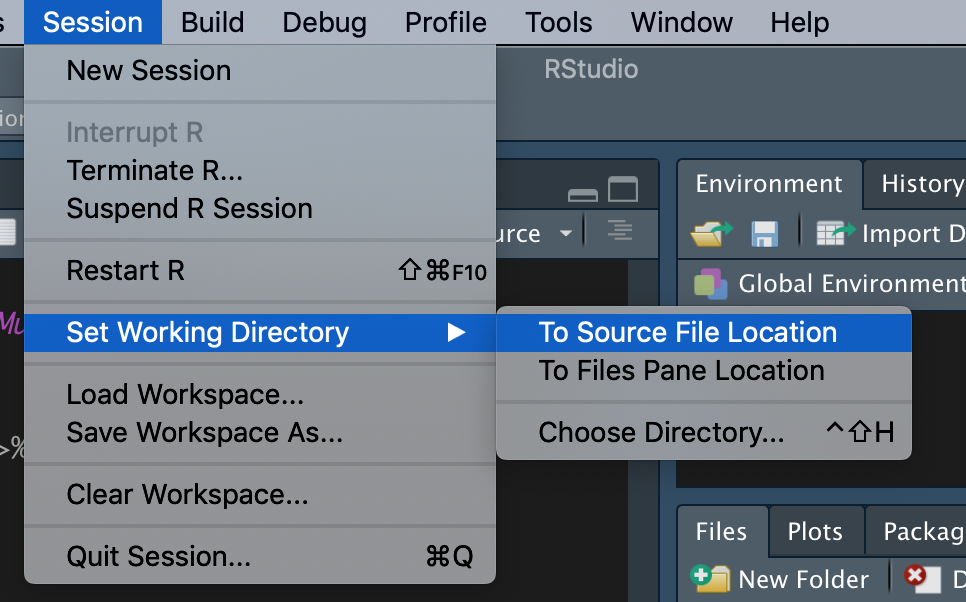 Session Build Debug Profile Tools Window Help
RStudio
New Session
Interrupt R
Terminate R...
Suspend R Session
Restart R ⇧⌘F10
Set Working Directory ▶
To Source File Location
To Files Pane Location
Choose Directory... ^⇧H
Load Workspace...
Save Workspace As...
Clear Workspace...
Quit Session... ⌘Q
Environment History
Import D
Global Environment
Files Plots Packag
New Folder D